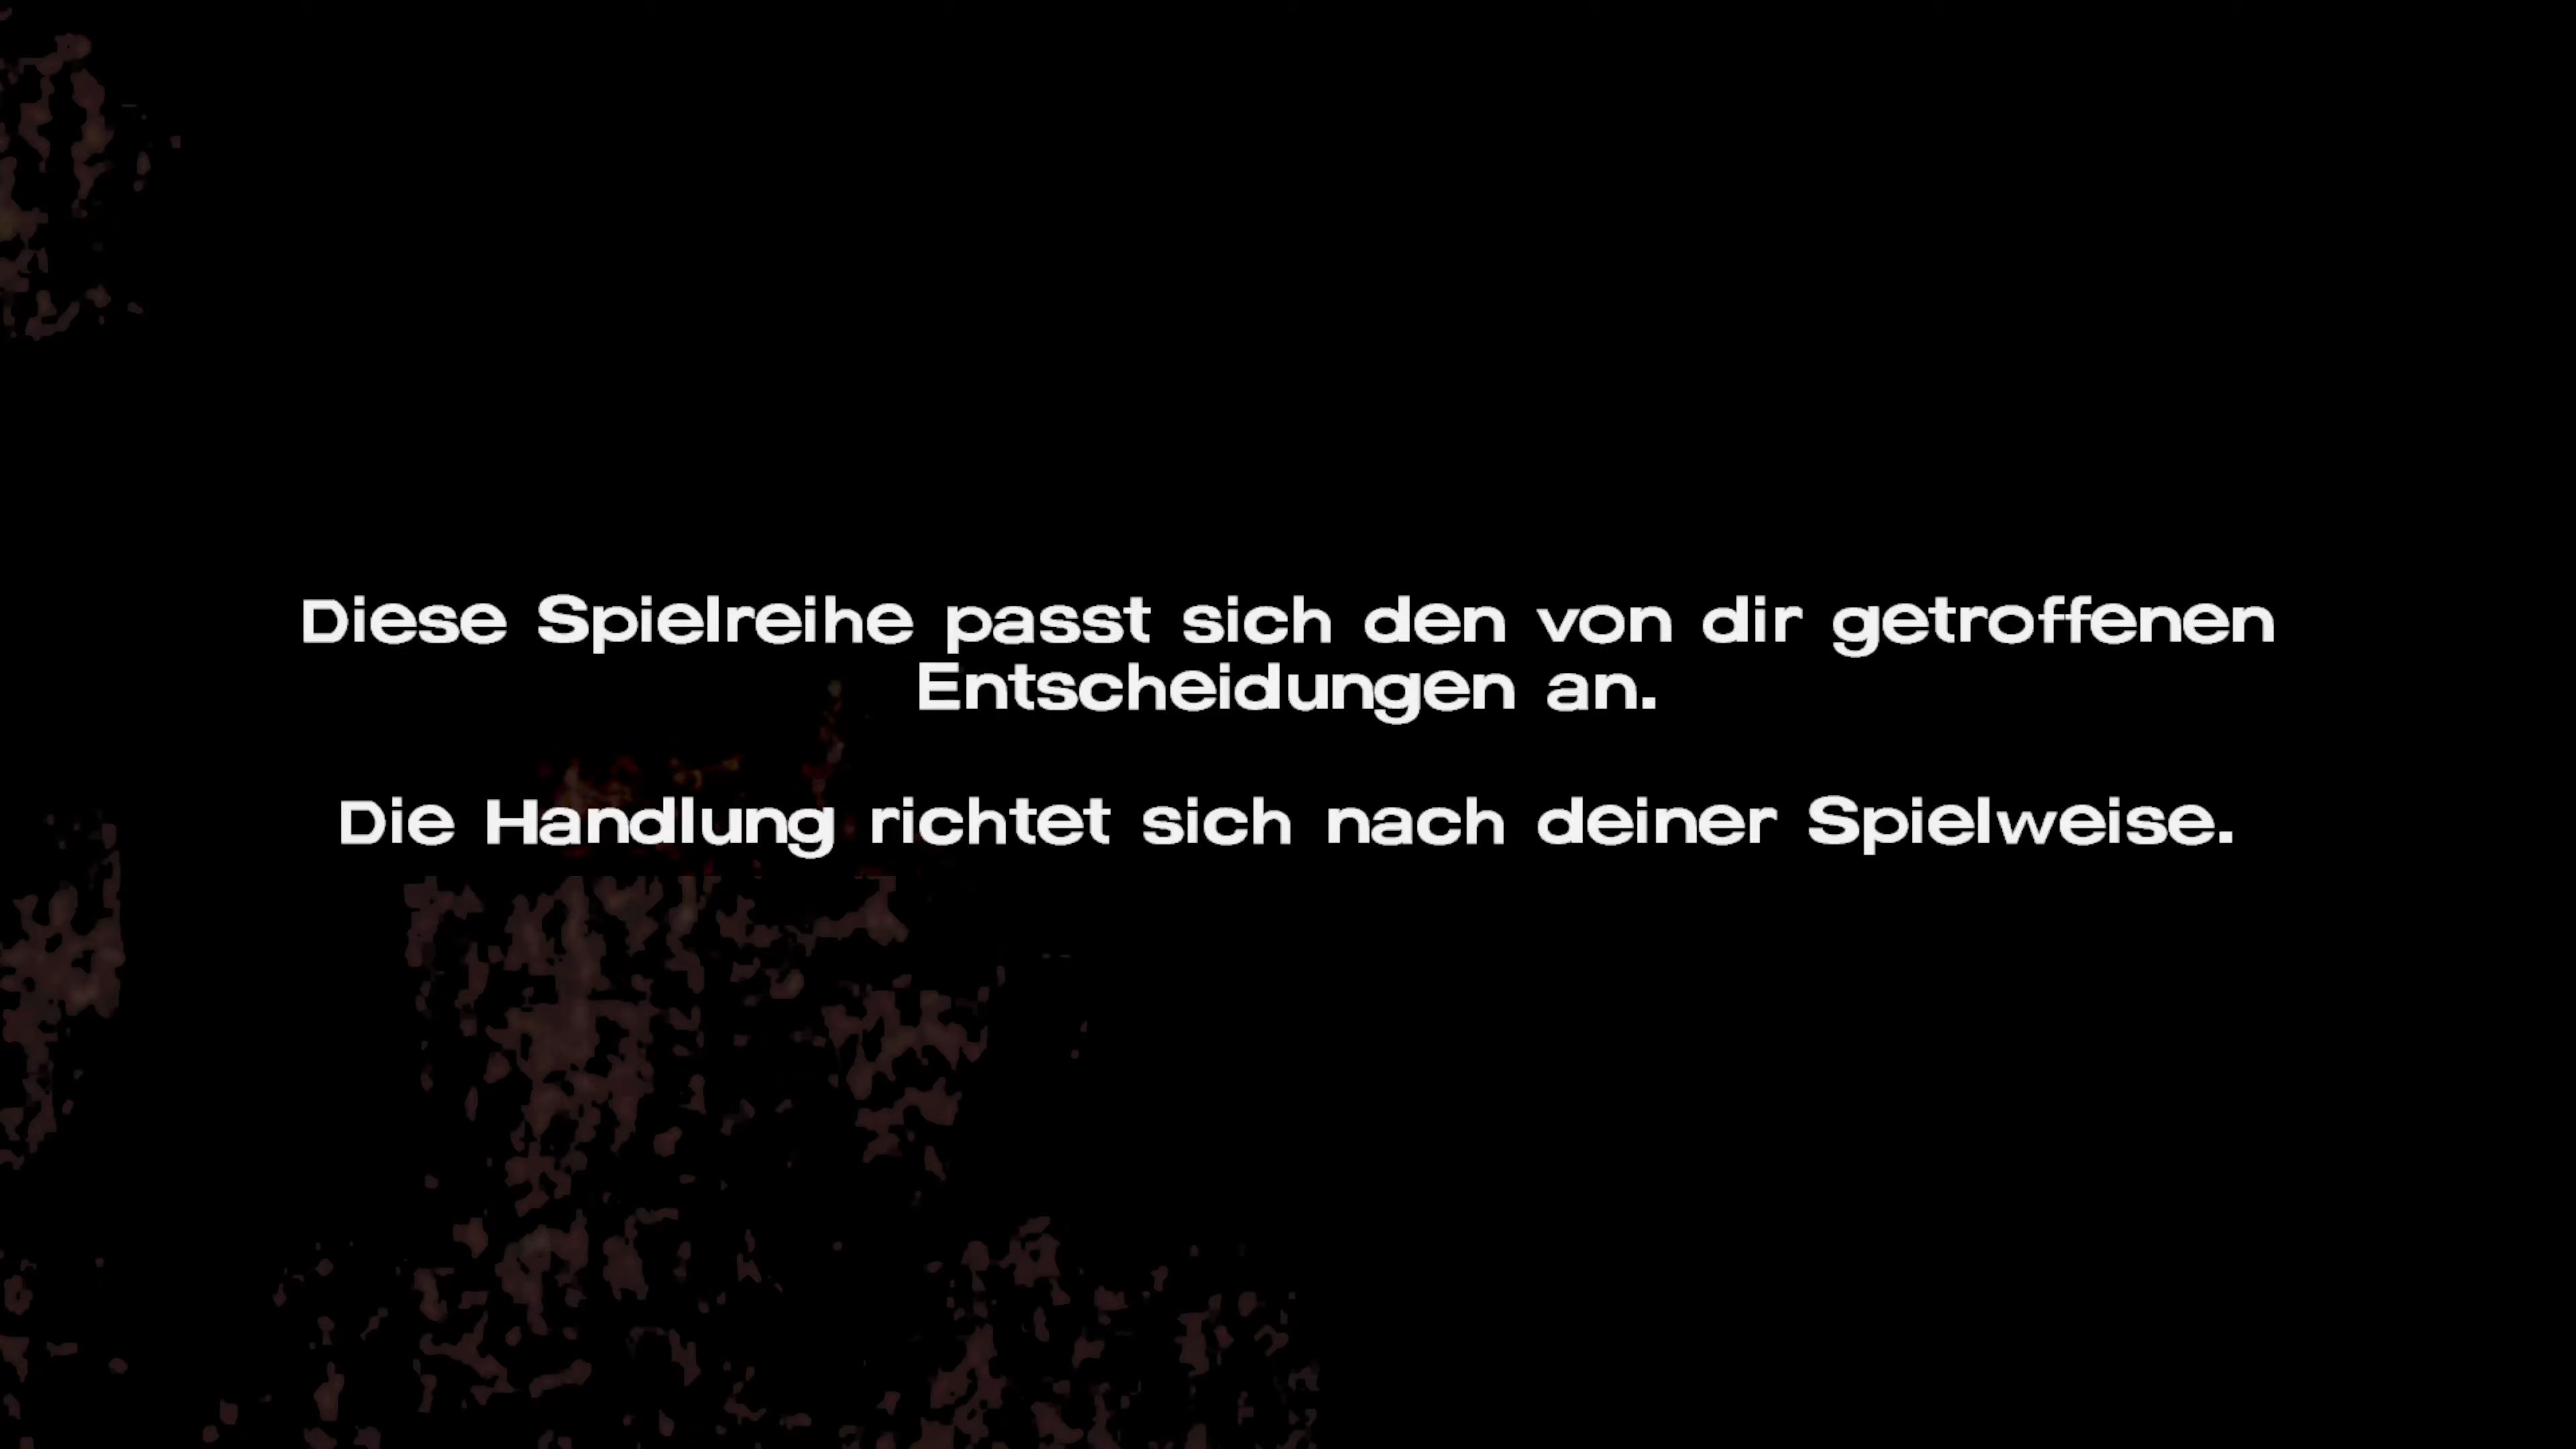 Diese Spielreihe passt sich den von dir getroffenen
Entscheidungen an.
Die Handlung richtet sich nach deiner Spielweise.